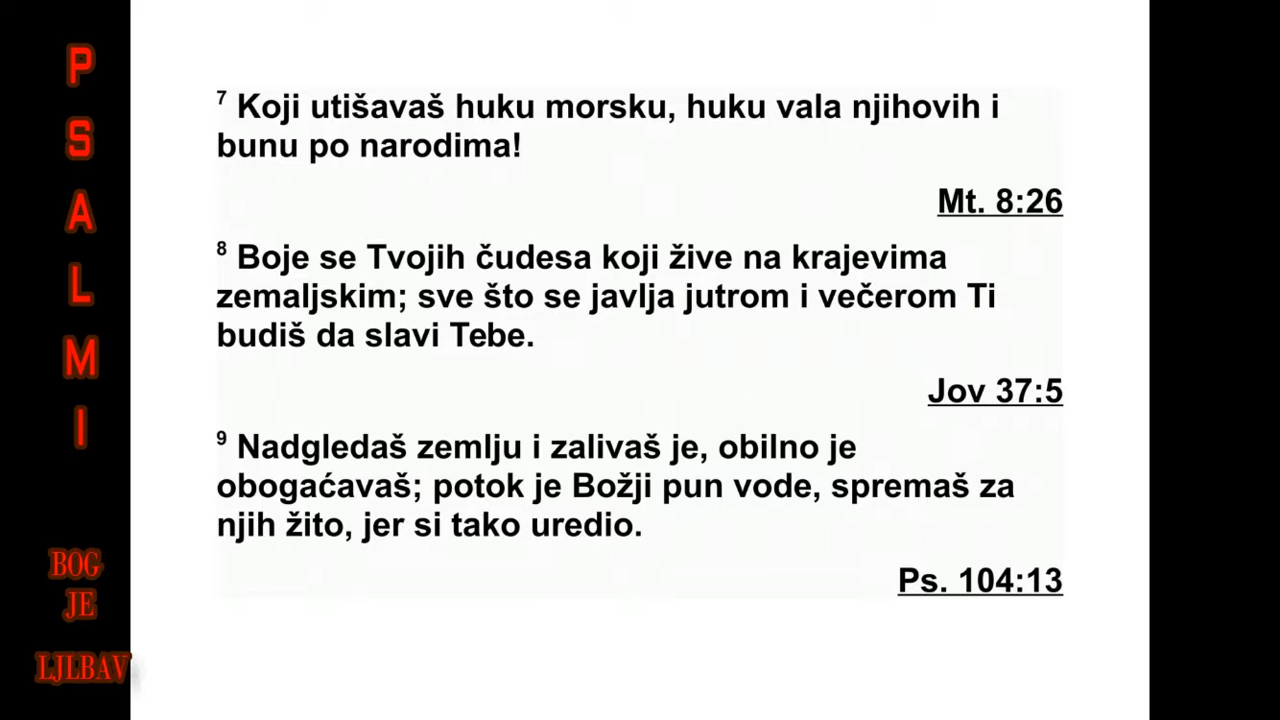 PSALMI
BOG
JE
LJLBAV
7 Koji utišavaš huku morsku, huku vala njihovih i
bunu po narodima!
Mt. 8:26
8 Boje se Tvojih čudesa koji žive na krajevima
zemaljskim; sve što se javlja jutrom i večerom Ti
budiš da slavi Tebe.
Jov 37:5
9 Nadgledaš zemlju i zalivaš je, obilno je
obogaćavaš; potok je Božji pun vode, spremaš za
njih žito, jer si tako uredio.
Ps. 104:13